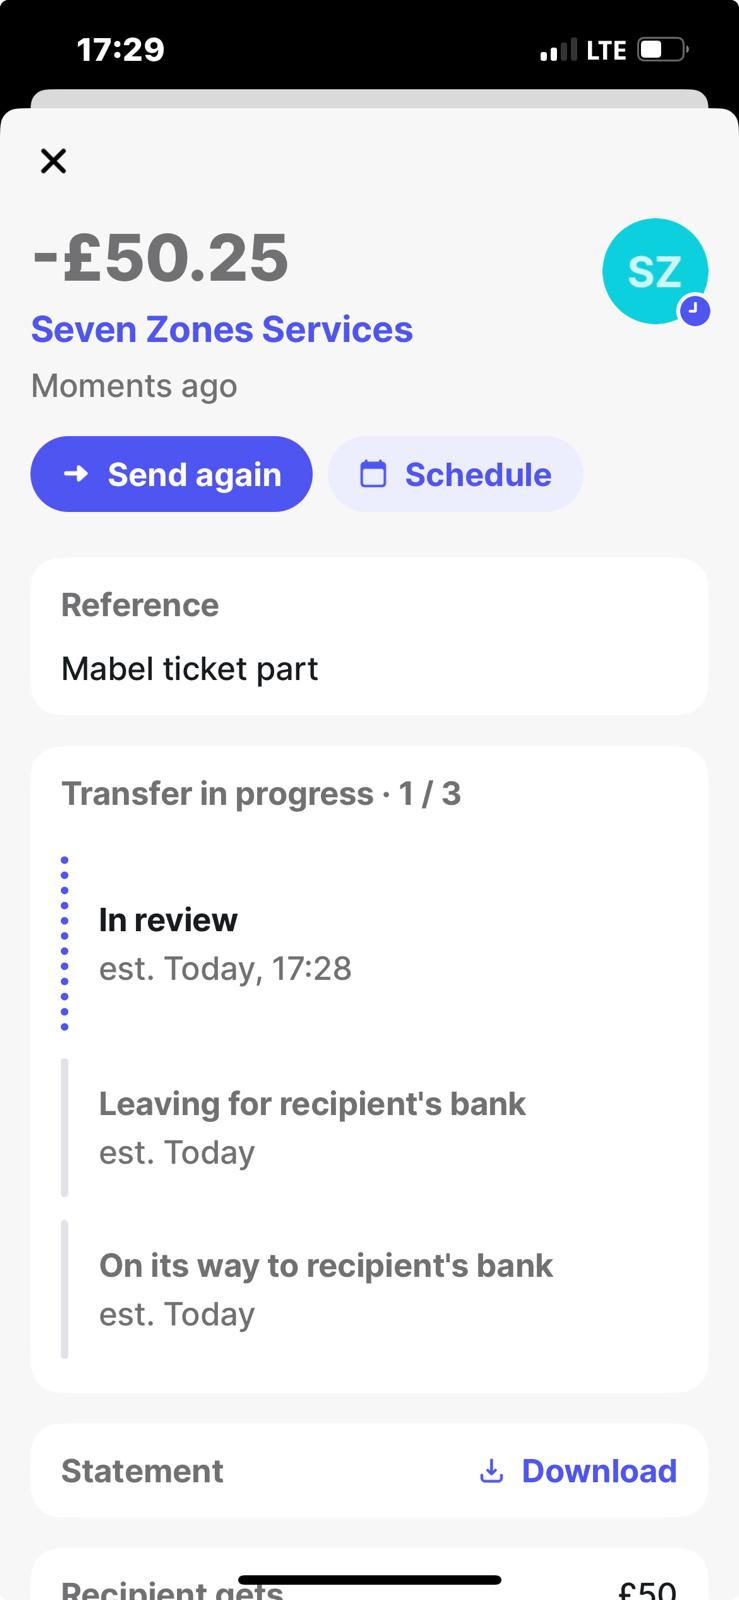 17:29
LTE
-£50.25
SZ
Seven Zones Services
Moments ago
Send again
Schedule
Reference
Mabel ticket part
Transfer in progress · 1 / 3
In review
est. Today, 17:28
Leaving for recipient's bank
est. Today
On its way to recipient's bank
est. Today
Statement
Download
Recipient gets
£50